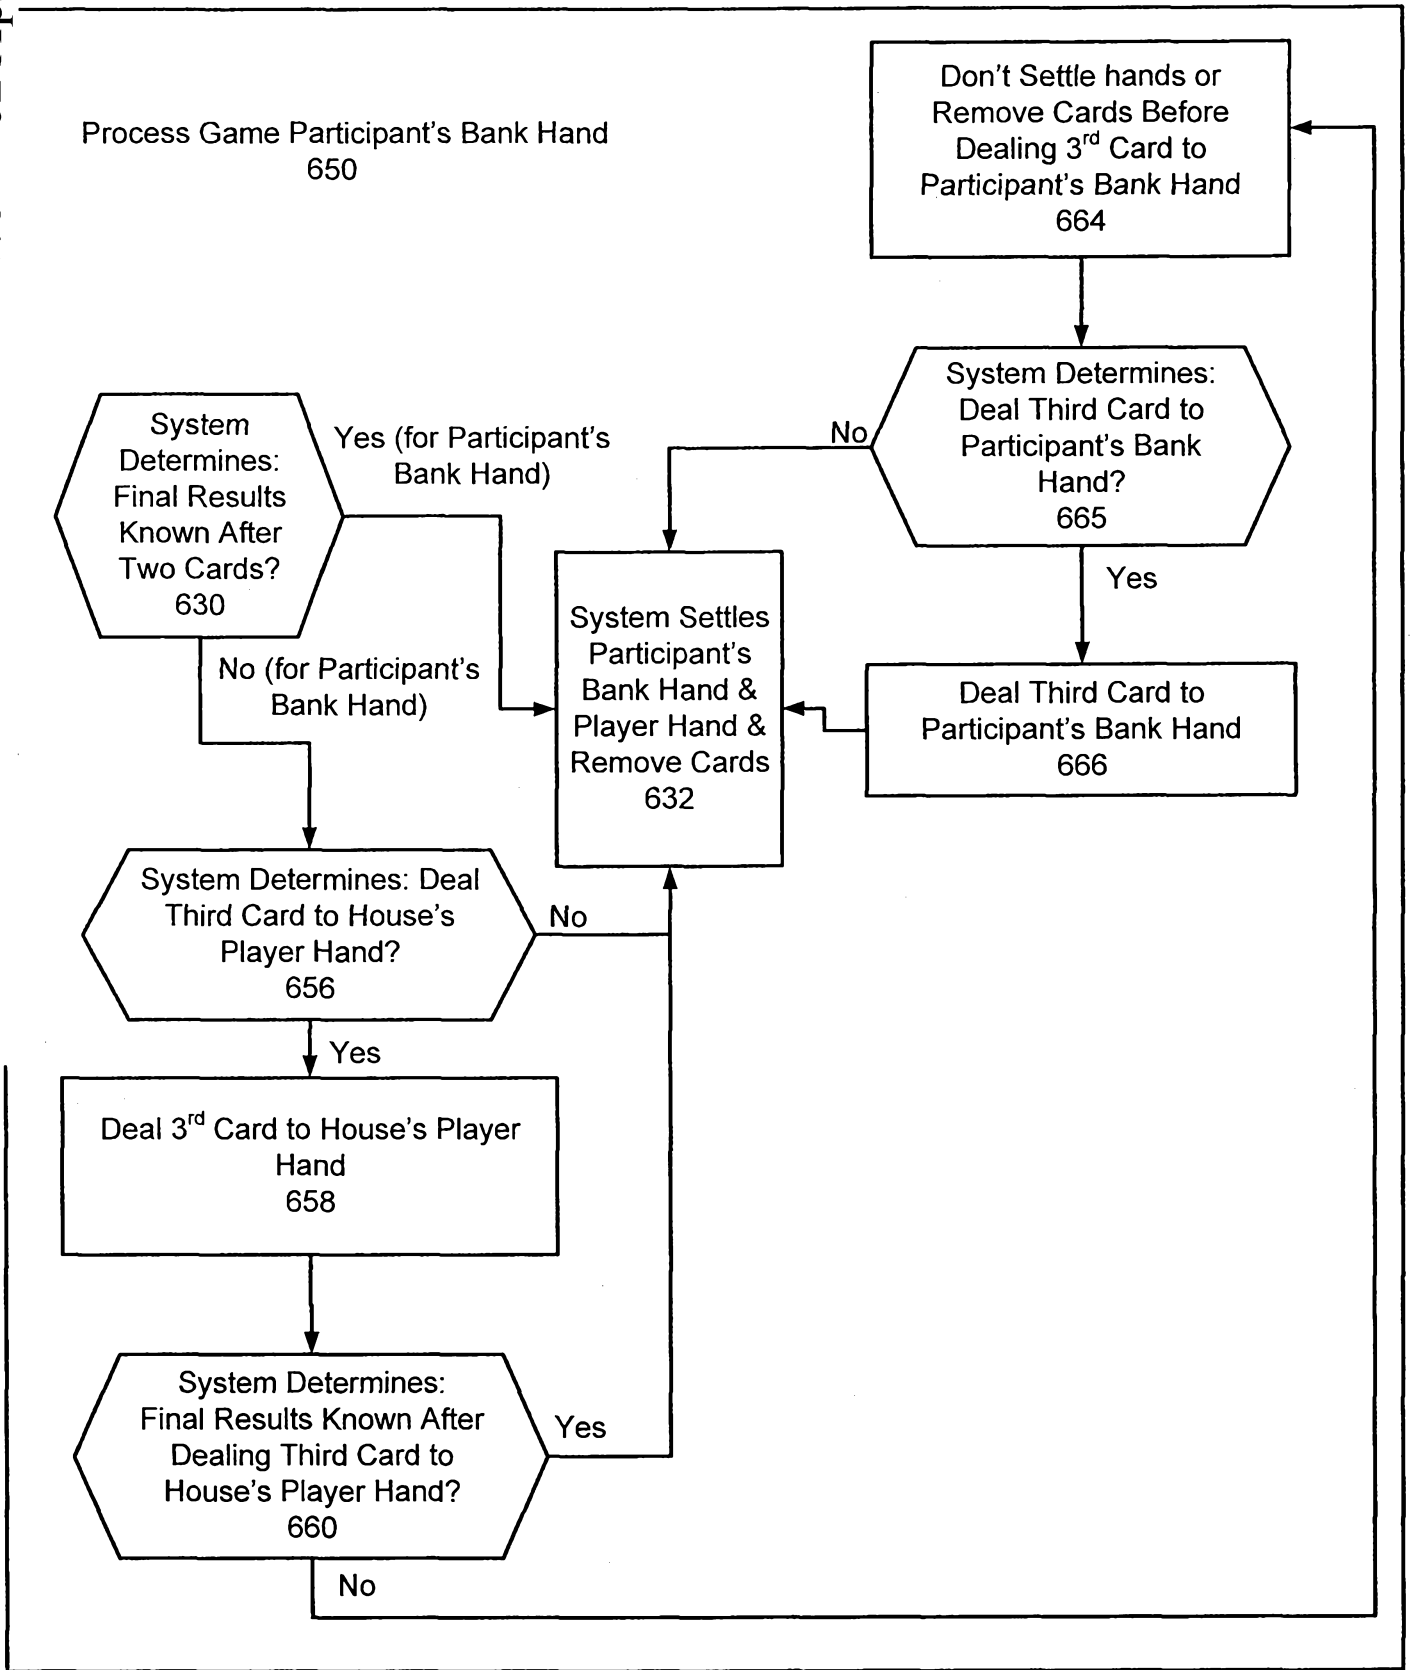 Process Game Participant's Bank Hand
650
Don't Settle hands or
Remove Cards Before
Dealing 3rd Card to
Participant's Bank Hand
664
System Determines:
Deal Third Card to
Participant's Bank
Hand?
665
No
Yes
System
Determines:
Final Results
Known After
Two Cards?
630
Yes (for Participant's
Bank Hand)
No (for Participant's
Bank Hand)
System Settles
Participant's
Bank Hand &
Player Hand &
Remove Cards
632
Deal Third Card to
Participant's Bank Hand
666
System Determines: Deal
Third Card to House's
Player Hand?
656
No
Yes
Deal 3rd Card to House's Player
Hand
658
System Determines:
Final Results Known After
Dealing Third Card to
House's Player Hand?
660
Yes
No